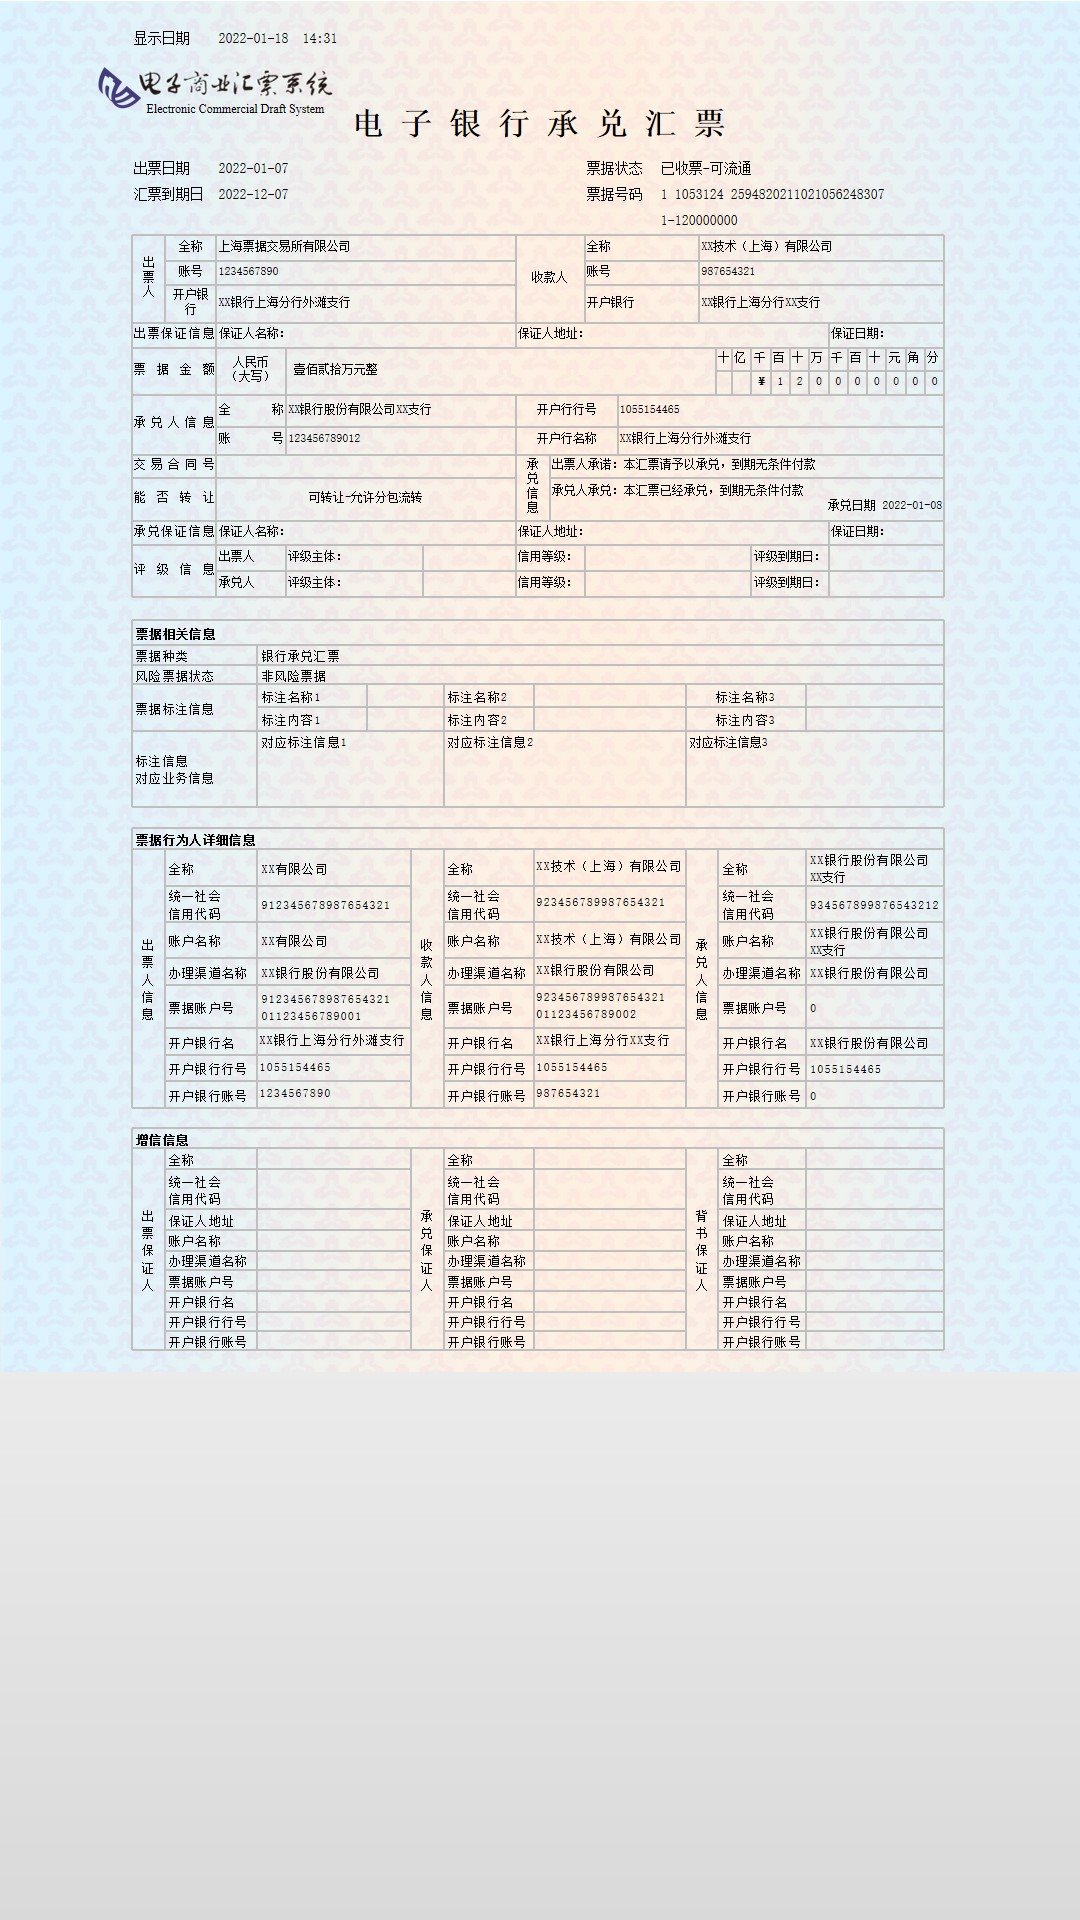 显示日期 2022-01-18 14:31
电子商业汇票系统
Electronic Commercial Draft System
电子银行承兑汇票
出票日期 2022-01-07 票据状态 已收票-可流通
汇票到期日 2022-12-07 票据号码 1 1053124 2594820211021056248307
1-120000000
出票人 全称 上海票据交易所有限公司 收款人 全称 XX技术（上海）有限公司
账号 1234567890 账号 987654321
开户银行 XX银行上海分行外滩支行 开户银行 XX银行上海分行XX支行
出票保证信息 保证人名称： 保证人地址： 保证日期：
票据金额 人民币（大写） 壹佰贰拾万元整 十 亿 千 百 十 万 千 百 十 元 角 分
¥ 1 2 0 0 0 0 0 0 0
承兑人信息 全称 XX银行股份有限公司XX支行 开户行行号 1055154465
账号 123456789012 开户行名称 XX银行上海分行外滩支行
交易合同号 承兑信息 出票人承诺：本汇票请予以承兑，到期无条件付款
能否转让 可转让-允许分包流转 承兑人承兑：本汇票已经承兑，到期无条件付款
承兑日期 2022-01-08
承兑保证信息 保证人名称： 保证人地址： 保证日期：
评级信息 出票人 评级主体： 信用等级： 评级到期日：
承兑人 评级主体： 信用等级： 评级到期日：
票据相关信息
票据种类 银行承兑汇票
风险票据状态 非风险票据
票据标注信息 标注名称1 标注名称2 标注名称3
标注内容1 标注内容2 标注内容3
标注信息 对应标注信息1 对应标注信息2 对应标注信息3
对应业务信息
票据行为人详细信息
出票人信息 收款人信息 承兑人信息
全称 XX有限公司 全称 XX技术（上海）有限公司 全称 XX银行股份有限公司XX支行
统一社会信用代码 912345678987654321 统一社会信用代码 923456789987654321 统一社会信用代码 934567899876543212
账户名称 XX有限公司 账户名称 XX技术（上海）有限公司 账户名称 XX银行股份有限公司XX支行
办理渠道名称 XX银行股份有限公司 办理渠道名称 XX银行股份有限公司 办理渠道名称 XX银行股份有限公司
票据账户号 912345678987654321 01123456789001 票据账户号 923456789987654321 01123456789002 票据账户号 0
开户银行名 XX银行上海分行外滩支行 开户银行名 XX银行上海分行XX支行 开户银行名 XX银行股份有限公司
开户银行行号 1055154465 开户银行行号 1055154465 开户银行行号 1055154465
开户银行账号 1234567890 开户银行账号 987654321 开户银行账号 0
增信信息
出票保证人 承兑保证人 背书保证人
全称 全称 全称
统一社会信用代码 统一社会信用代码 统一社会信用代码
保证人地址 保证人地址 保证人地址
账户名称 账户名称 账户名称
办理渠道名称 办理渠道名称 办理渠道名称
票据账户号 票据账户号 票据账户号
开户银行名 开户银行名 开户银行名
开户银行行号 开户银行行号 开户银行行号
开户银行账号 开户银行账号 开户银行账号